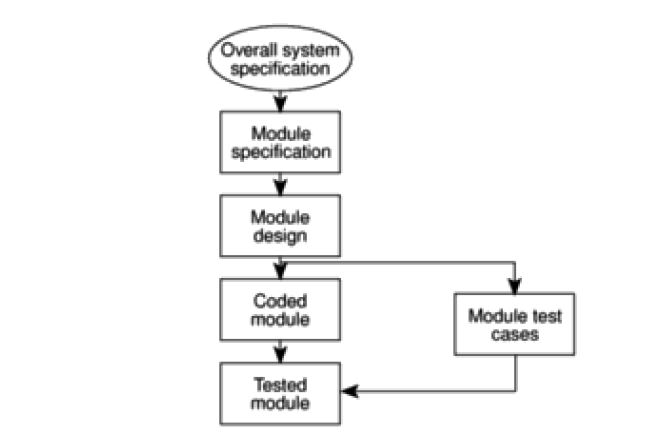 Overall system
specification
Module
specification
Module
design
Coded
module
Module test
cases
Tested
module